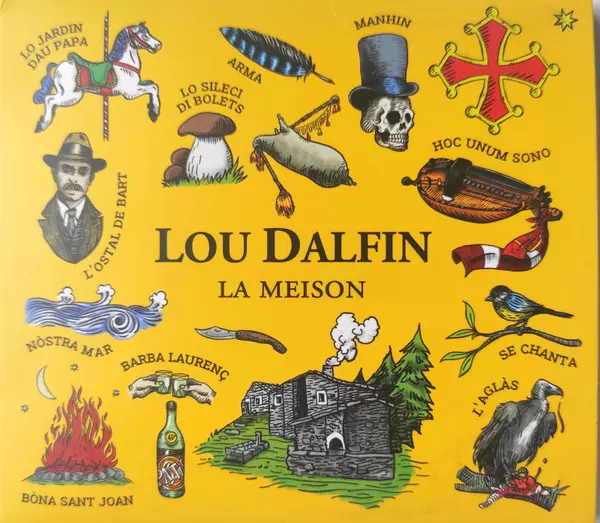 LO JARDIN
DAU PAPA
ARMA
MANHIN
LO SILECI
DI BOLETS
HOC UNUM SONO
L'OSTAL DE BART
LOU DALFIN
LA MEISON
NÒSTRA MAR
BARBA LAURENÇ
SE CHANTA
L'AGLÀS
BÒNA SANT JOAN